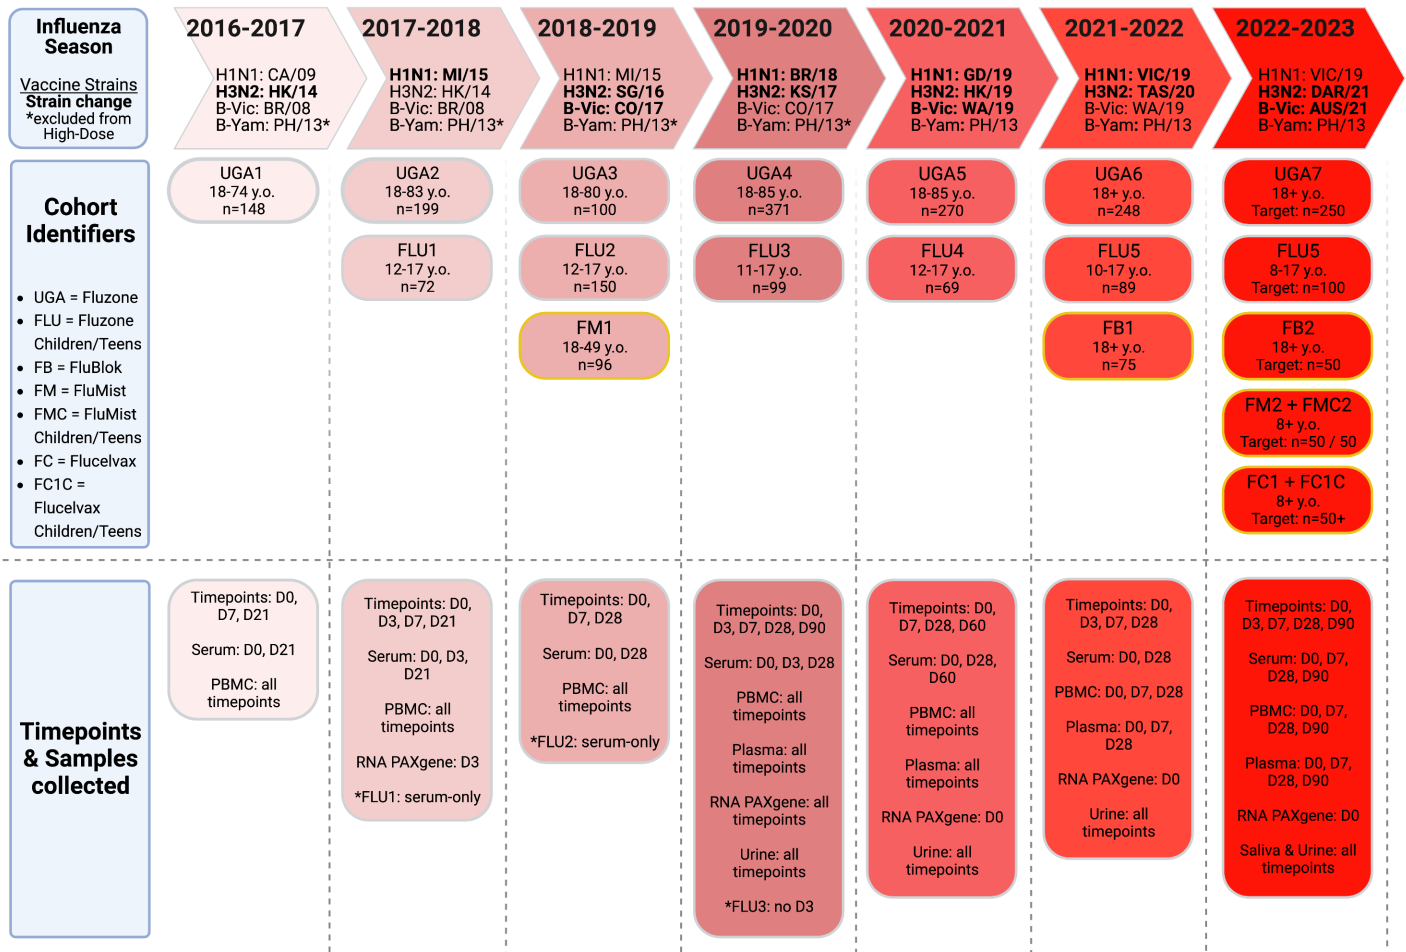 Influenza
Season
Vaccine Strains
Strain change
*excluded from
High-Dose
2016-2017
H1N1: CA/09
H3N2: HK/14
B-Vic: BR/08
B-Yam: PH/13*
2017-2018
H1N1: MI/15
H3N2: HK/14
B-Vic: BR/08
B-Yam: PH/13*
2018-2019
H1N1: MI/15
H3N2: SG/16
B-Vic: CO/17
B-Yam: PH/13*
2019-2020
H1N1: BR/18
H3N2: KS/17
B-Vic: CO/17
B-Yam: PH/13*
2020-2021
H1N1: GD/19
H3N2: HK/19
B-Vic: WA/19
B-Yam: PH/13
2021-2022
H1N1: VIC/19
H3N2: TAS/20
B-Vic: WA/19
B-Yam: PH/13
2022-2023
H1N1: VIC/19
H3N2: DAR/21
B-Vic: AUS/21
B-Yam: PH/13
Cohort
Identifiers
• UGA = Fluzone
• FLU = Fluzone
Children/Teens
• FB = FluBlok
• FM = FluMist
• FMC = FluMist
Children/Teens
• FC = Flucelvax
• FC1C =
Flucelvax
Children/Teens
UGA1
18-74 y.o.
n=148
UGA2
18-83 y.o.
n=199
UGA3
18-80 y.o.
n=100
UGA4
18-85 y.o.
n=371
UGA5
18-85 y.o.
n=270
UGA6
18+ y.o.
n=248
UGA7
18+ y.o.
Target: n=250
FLU1
12-17 y.o.
n=72
FLU2
12-17 y.o.
n=150
FLU3
11-17 y.o.
n=99
FLU4
12-17 y.o.
n=69
FLU5
10-17 y.o.
n=89
FLU5
8-17 y.o.
Target: n=100
FM1
18-49 y.o.
n=96
FB1
18+ y.o.
n=75
FB2
18+ y.o.
Target: n=50
FM2 + FMC2
8+ y.o.
Target: n=50 / 50
FC1 + FC1C
8+ y.o.
Target: n=50+
Timepoints
& Samples
collected
Timepoints: D0,
D7, D21
Serum: D0, D21
PBMC: all
timepoints
Timepoints: D0,
D3, D7, D21
Serum: D0, D3,
D21
PBMC: all
timepoints
RNA PAXgene: D3
*FLU1: serum-only
Timepoints: D0,
D7, D28
Serum: D0, D28
PBMC: all
timepoints
*FLU2: serum-only
Timepoints: D0,
D3, D7, D28, D90
Serum: D0, D3, D28
PBMC: all
timepoints
Plasma: all
timepoints
RNA PAXgene: all
timepoints
Urine: all
timepoints
*FLU3: no D3
Timepoints: D0,
D7, D28, D60
Serum: D0, D28,
D60
PBMC: all
timepoints
Plasma: all
timepoints
RNA PAXgene: D0
Urine: all
timepoints
Timepoints: D0,
D3, D7, D28
Serum: D0, D28
PBMC: D0, D7, D28
Plasma: D0, D7,
D28
RNA PAXgene: D0
Urine: all
timepoints
Timepoints: D0,
D3, D7, D28, D90
Serum: D0, D7,
D28, D90
PBMC: D0, D7,
D28, D90
Plasma: D0, D7,
D28, D90
RNA PAXgene: D0
Saliva & Urine: all
timepoints